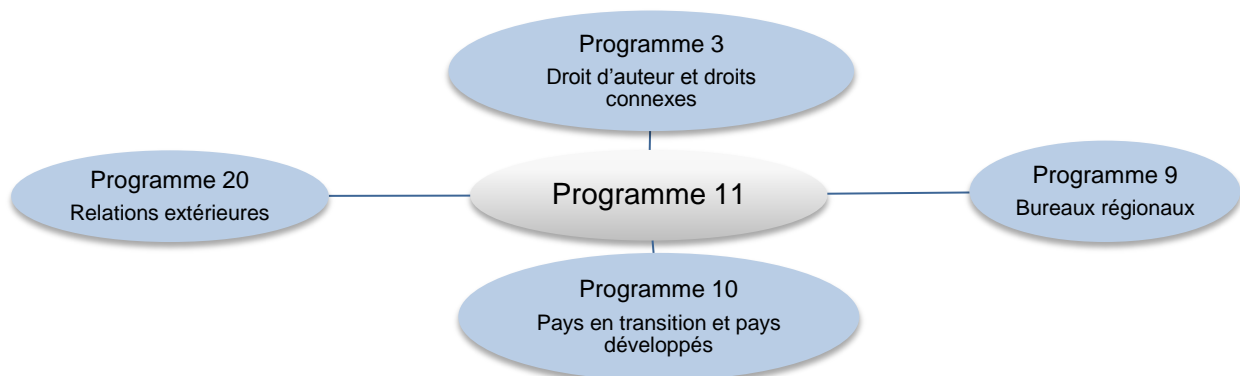 Programme 3
Droit d'auteur et droits
connexes
Programme 20
Relations extérieures
Programme 11
Programme 9
Bureaux régionaux
Programme 10
Pays en transition et pays
développés